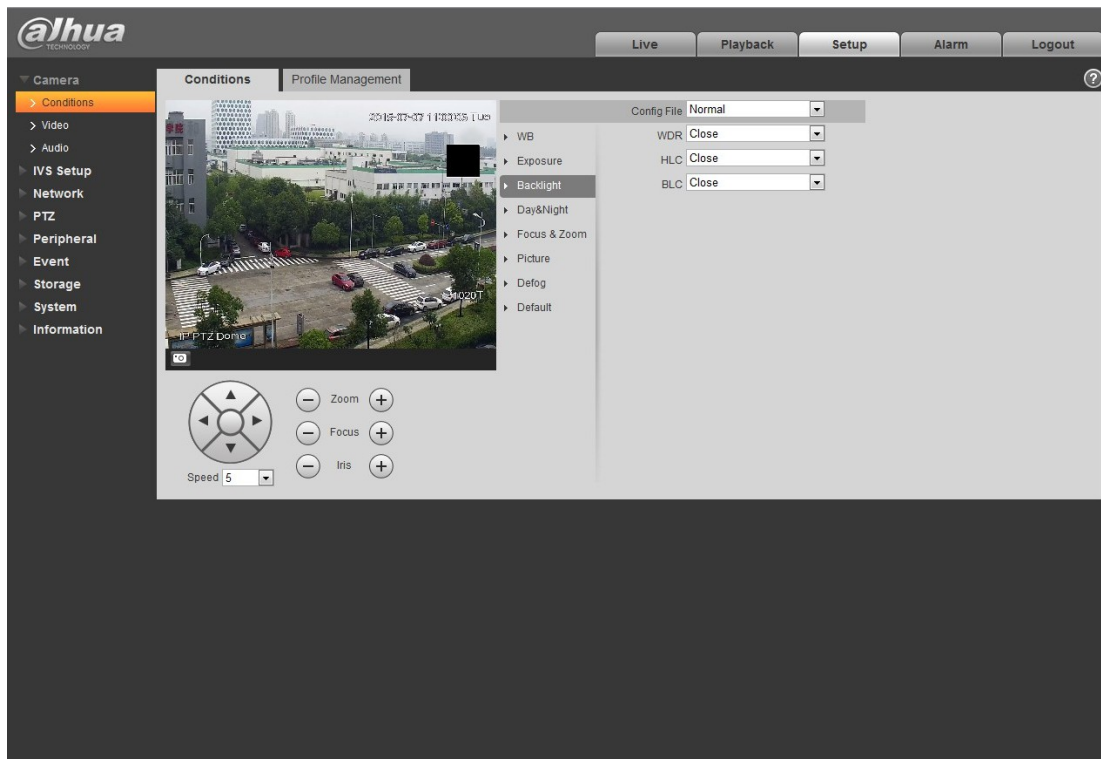 alhua
TECHNOLOGY
Live Playback Setup Alarm Logout
Camera
Conditions
Video
Audio
IVS Setup
Network
PTZ
Peripheral
Event
Storage
System
Information
Conditions Profile Management
?
IP PTZ Dome
WB
Exposure
Backlight
Day&Night
Focus & Zoom
Picture
Defog
Default
Config File Normal
WDR Close
HLC Close
BLC Close
Zoom
Focus
Iris
Speed 5